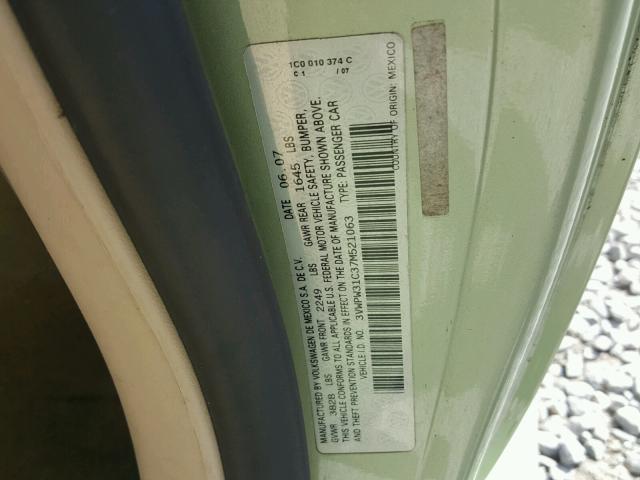 MANUFACTURED BY VOLKSWAGEN DE MEXICO S.A. DE C.V. DATE 06.07
GVWR 3828 LBS GAWR FRONT 2249 LBS GAWR REAR 1645 LBS
THIS VEHICLE CONFORMS TO ALL APPLICABLE U.S. FEDERAL MOTOR VEHICLE SAFETY, BUMPER,
AND THEFT PREVENTION STANDARDS IN EFFECT ON THE DATE OF MANUFACTURE SHOWN ABOVE.
VEHICLE I.D. NO. 3VWPW31C37M521063 TYPE: PASSENGER CAR
COUNTRY OF ORIGIN: MEXICO
1C0 010 374 C
/07